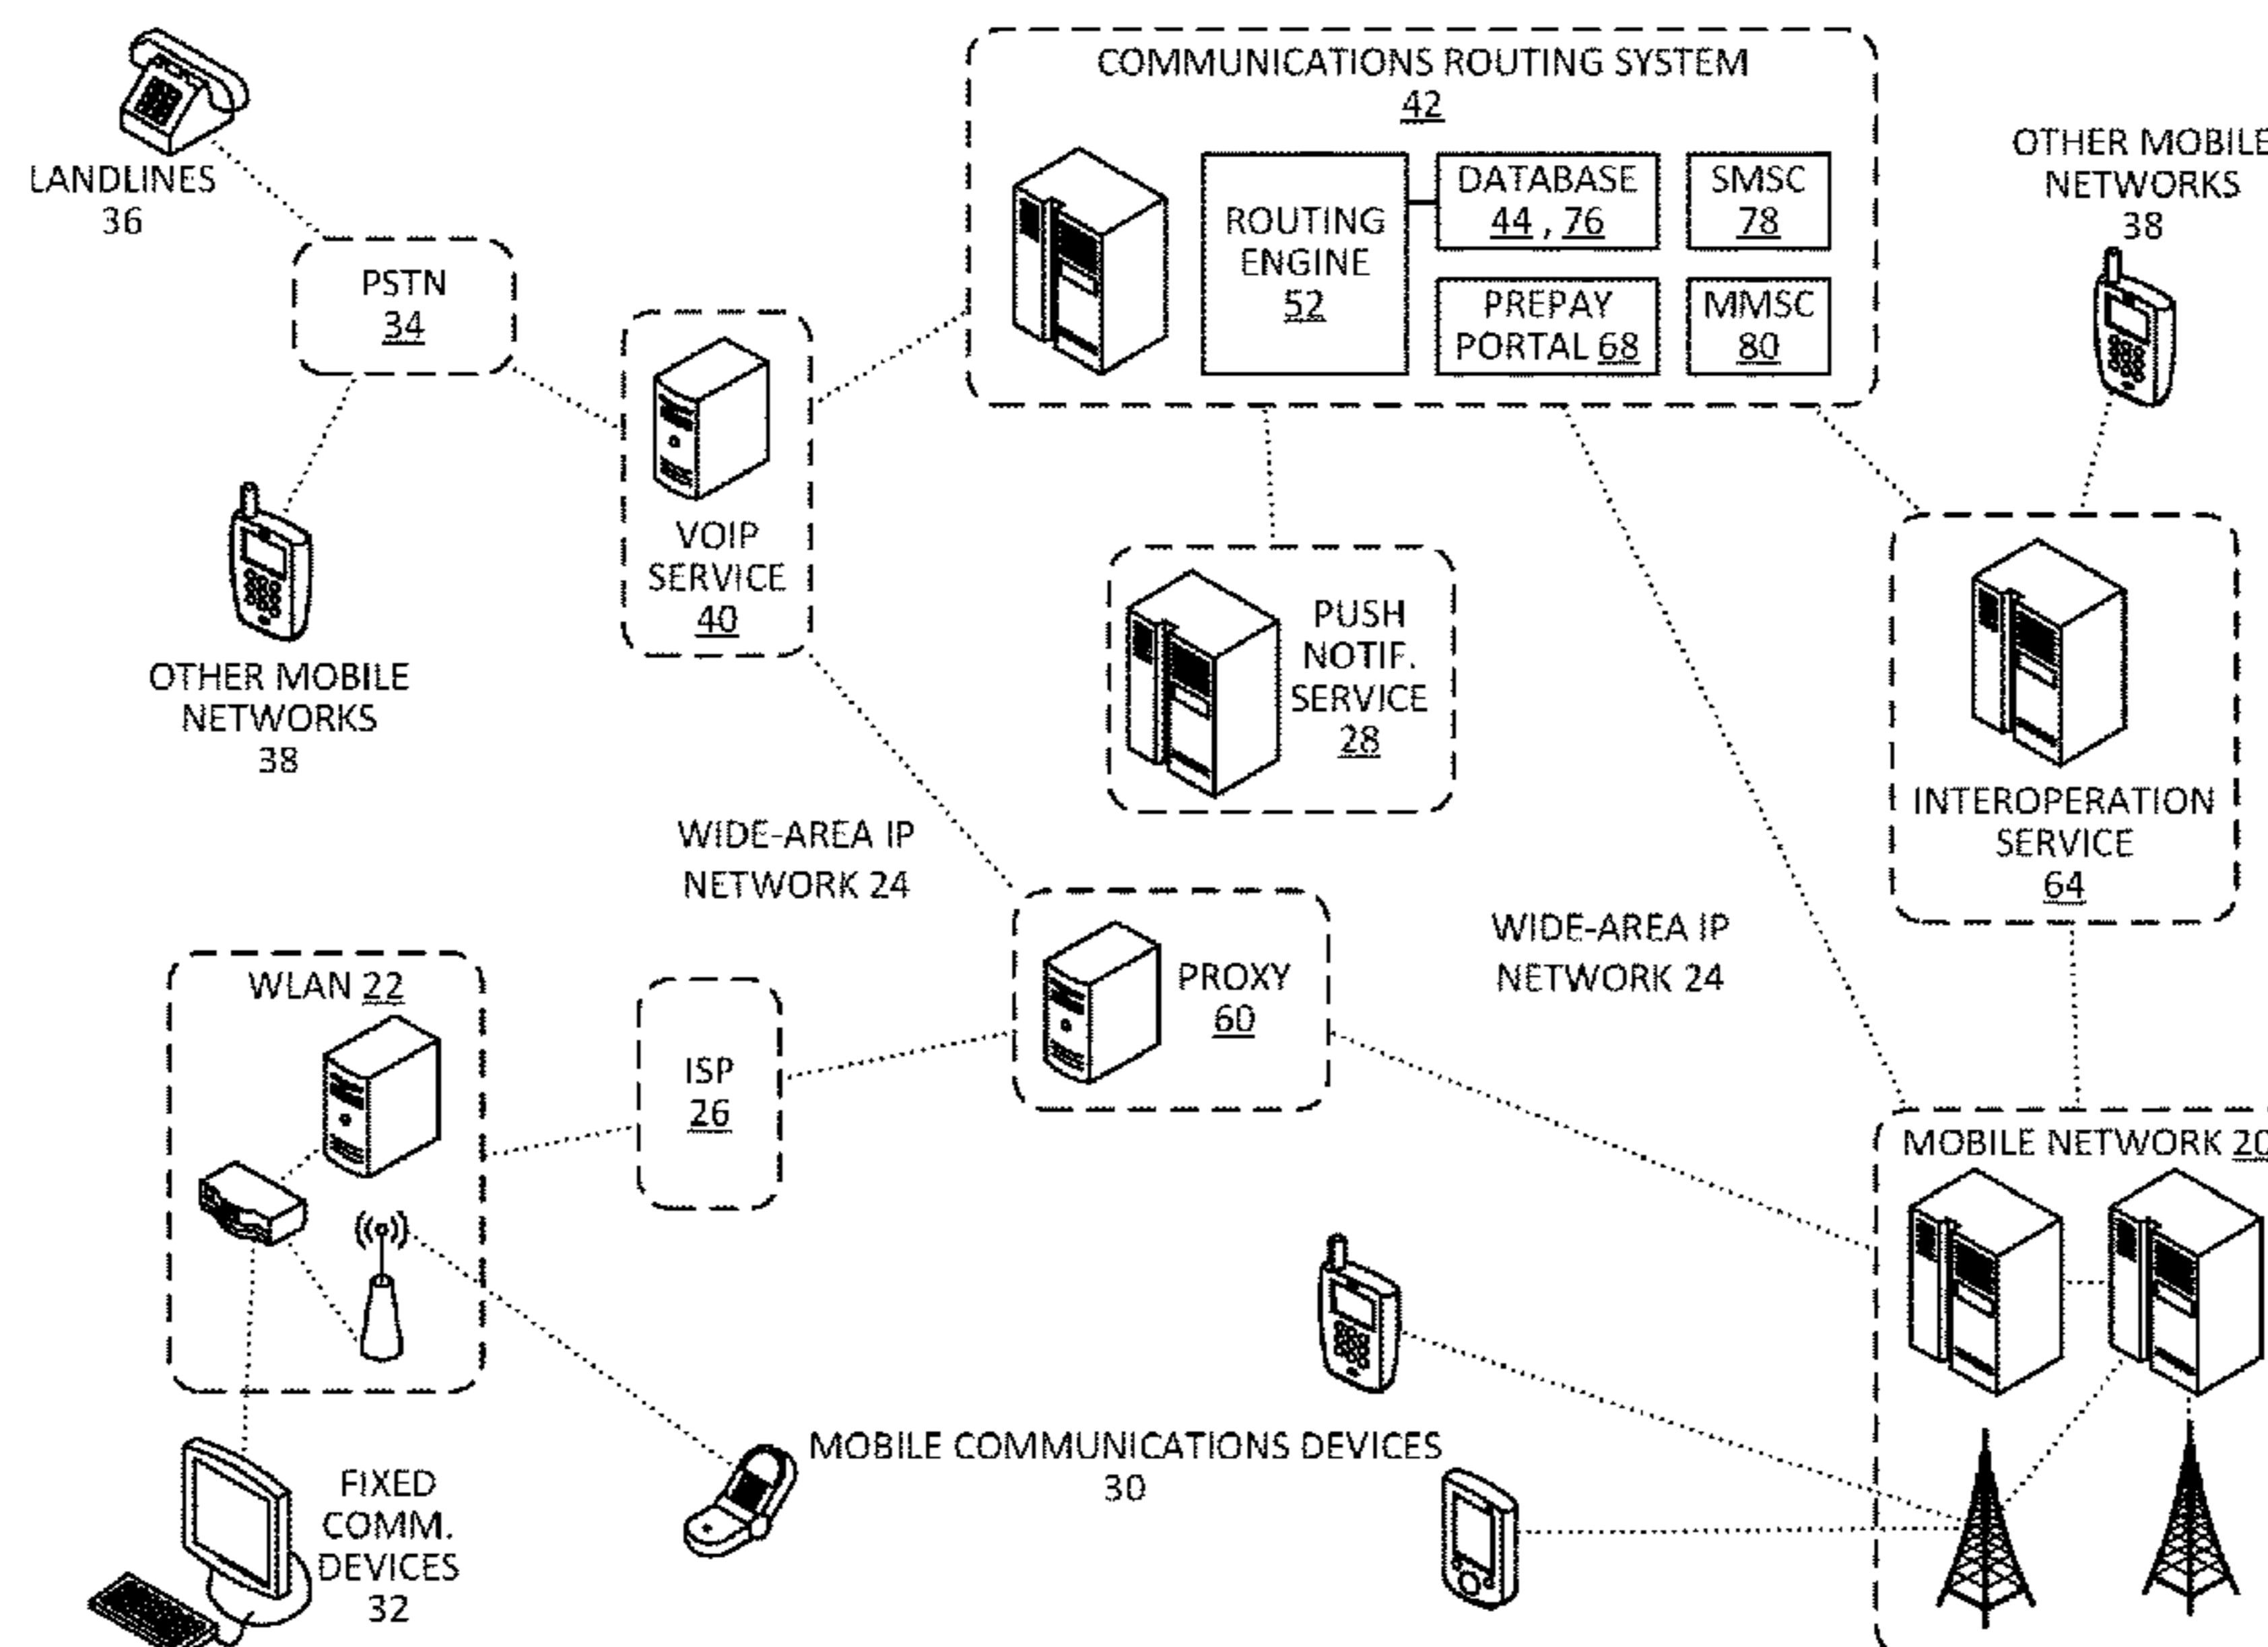 COMMUNICATIONS ROUTING SYSTEM
42
LANDLINES
36
PSTN
34
ROUTING
ENGINE
52
DATABASE
44 , 76
SMSC
78
PREPAY
PORTAL 68
MMSC
80
OTHER MOBILE
NETWORKS
38
VOIP
SERVICE
40
OTHER MOBILE
NETWORKS
38
PUSH
NOTIF.
SERVICE
28
INTEROPERATION
SERVICE
64
WIDE-AREA IP
NETWORK 24
WIDE-AREA IP
NETWORK 24
WLAN 22
ISP
26
PROXY
60
MOBILE NETWORK 20
MOBILE COMMUNICATIONS DEVICES
30
FIXED
COMM.
DEVICES
32